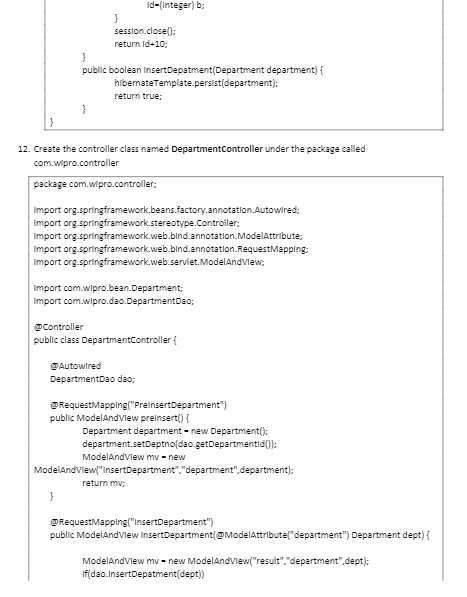 Id=(Integer) b;
}
session.close();
return Id+10;
}
public boolean InsertDepatment(Department department) {
hibernateTemplate.persist(department);
return true;
}
}
12. Create the controller class named DepartmentController under the package called
com.wipro.controller
package com.wipro.controller;
Import org.springframework.beans.factory.annotation.Autowired;
Import org.springframework.stereotype.Controller;
Import org.springframework.web.bind.annotation.ModelAttribute;
Import org.springframework.web.bind.annotation.RequestMapping;
Import org.springframework.web.servlet.ModelAndView;
Import com.wipro.bean.Department;
Import com.wipro.dao.DepartmentDao;
@Controller
public class DepartmentController {
@Autowired
DepartmentDao dao;
@RequestMapping("PreInsertDepartment")
public ModelAndView preInsert() {
Department department = new Department();
department.setDeptno(dao.getDepartmentId());
ModelAndView mv = new
ModelAndView("InsertDepartment","department",department);
return mv;
}
@RequestMapping("InsertDepartment")
public ModelAndView InsertDepartment(@ModelAttribute("department") Department dept) {
ModelAndView mv = new ModelAndView("result","department",dept);
If(dao.InsertDepatment(dept))